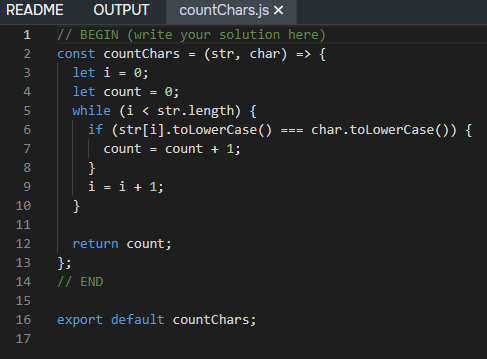 README OUTPUT countChars.js ✕
1 // BEGIN (write your solution here)
2 const countChars = (str, char) => {
3 let i = 0;
4 let count = 0;
5 while (i < str.length) {
6 if (str[i].toLowerCase() === char.toLowerCase()) {
7 count = count + 1;
8 }
9 i = i + 1;
10 }
11
12 return count;
13 };
14 // END
15
16 export default countChars;
17